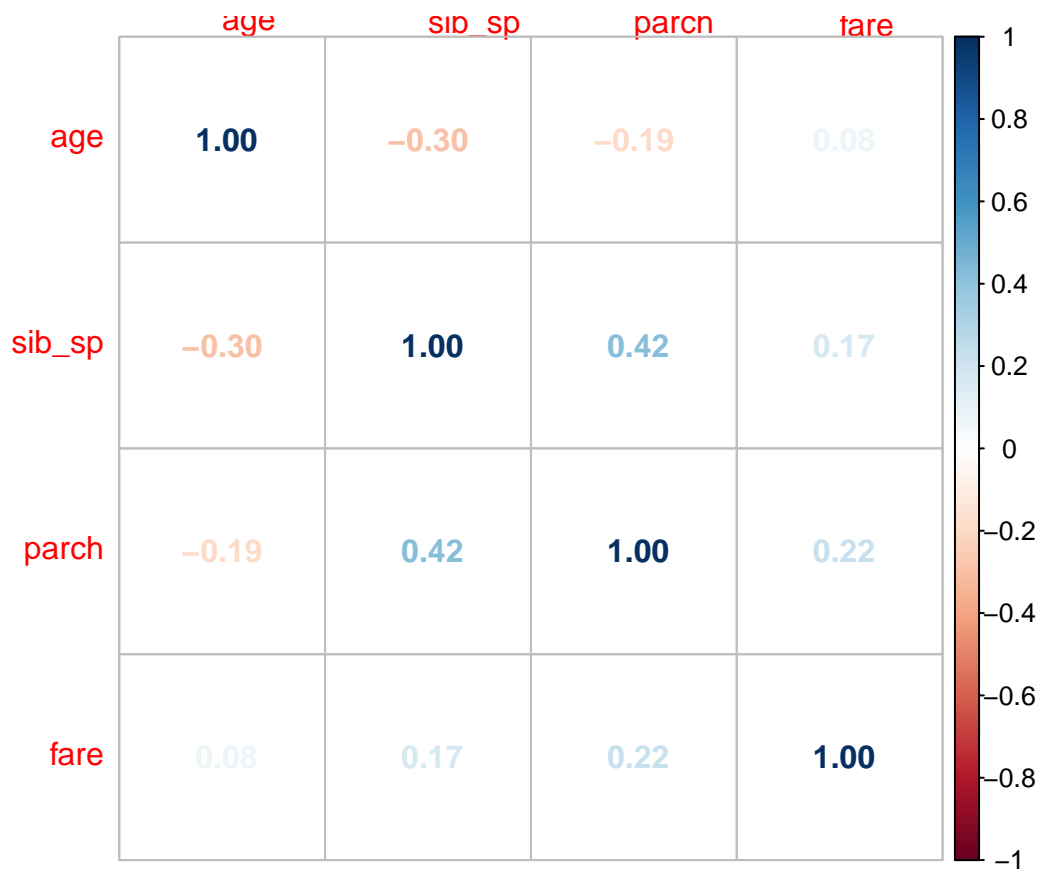 age sib_sp parch fare
1
age 1.00 −0.30 −0.19 0.08
0.8
0.6
0.4
sib_sp −0.30 1.00 0.42 0.17
0.2
0
−0.2
parch −0.19 0.42 1.00 0.22
−0.4
−0.6
fare 0.08 0.17 0.22 1.00
−0.8
−1